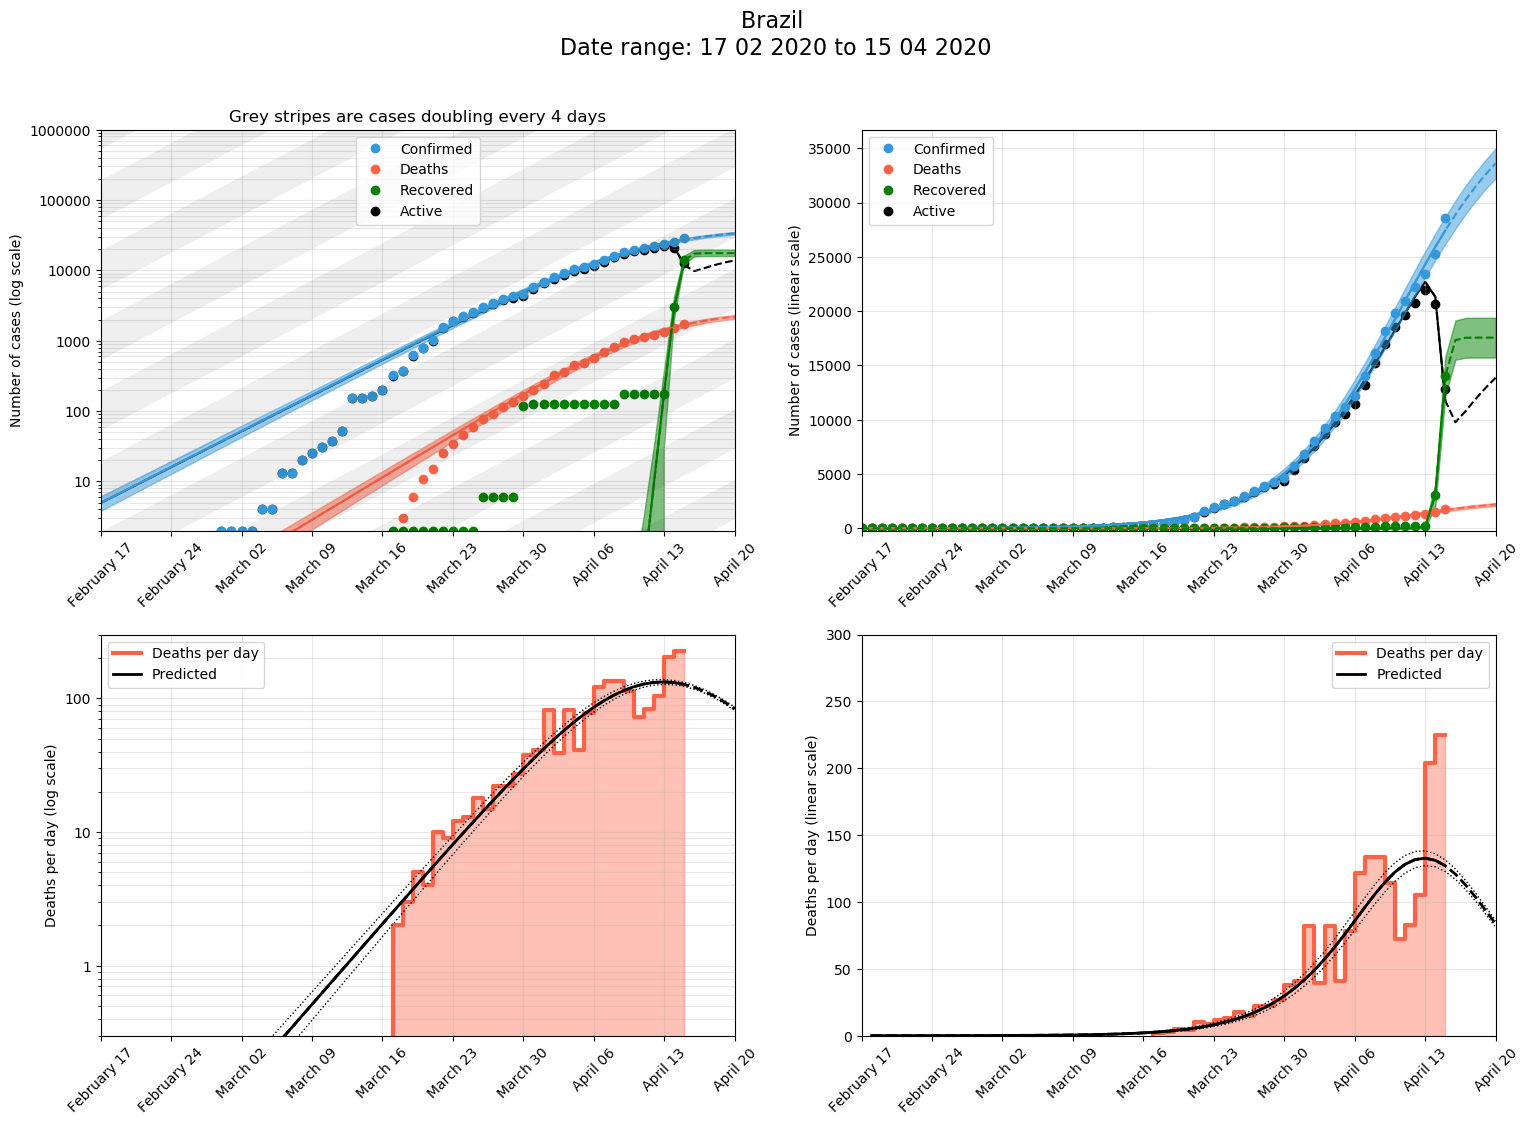 Brazil
Date range: 17 02 2020 to 15 04 2020
Grey stripes are cases doubling every 4 days
Number of cases (log scale)
1000000
100000
10000
1000
100
10
Confirmed
Deaths
Recovered
Active
February 17
February 24
March 02
March 09
March 16
March 23
March 30
April 06
April 13
April 20
Number of cases (linear scale)
35000
30000
25000
20000
15000
10000
5000
0
Confirmed
Deaths
Recovered
Active
February 17
February 24
March 02
March 09
March 16
March 23
March 30
April 06
April 13
April 20
Deaths per day (log scale)
100
10
1
Deaths per day
Predicted
February 17
February 24
March 02
March 09
March 16
March 23
March 30
April 06
April 13
April 20
Deaths per day (linear scale)
300
250
200
150
100
50
0
Deaths per day
Predicted
February 17
February 24
March 02
March 09
March 16
March 23
March 30
April 06
April 13
April 20